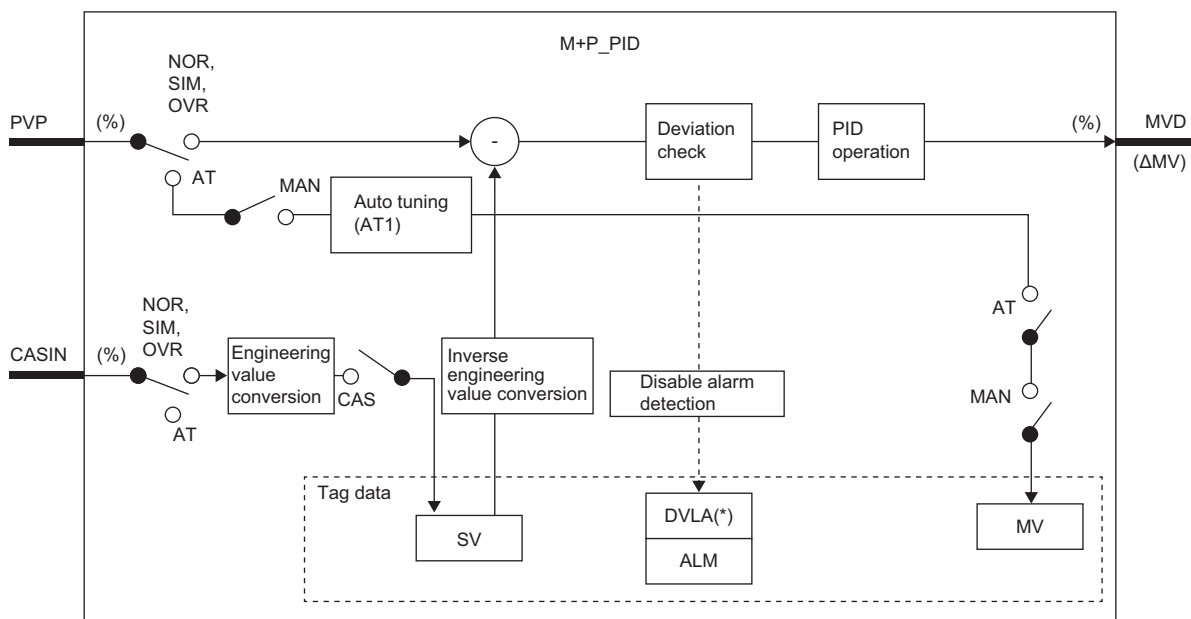 M+P_PID
NOR,
SIM,
OVR
PVP
(%)
-
Deviation
check
PID
operation
(%)
MVD
(ΔMV)
AT
MAN
Auto tuning
(AT1)
NOR,
SIM,
OVR
AT
CASIN
(%)
Engineering
value
conversion
CAS
Inverse
engineering
value conversion
Disable alarm
detection
MAN
AT
Tag data
SV
DVLA(*)
ALM
MV